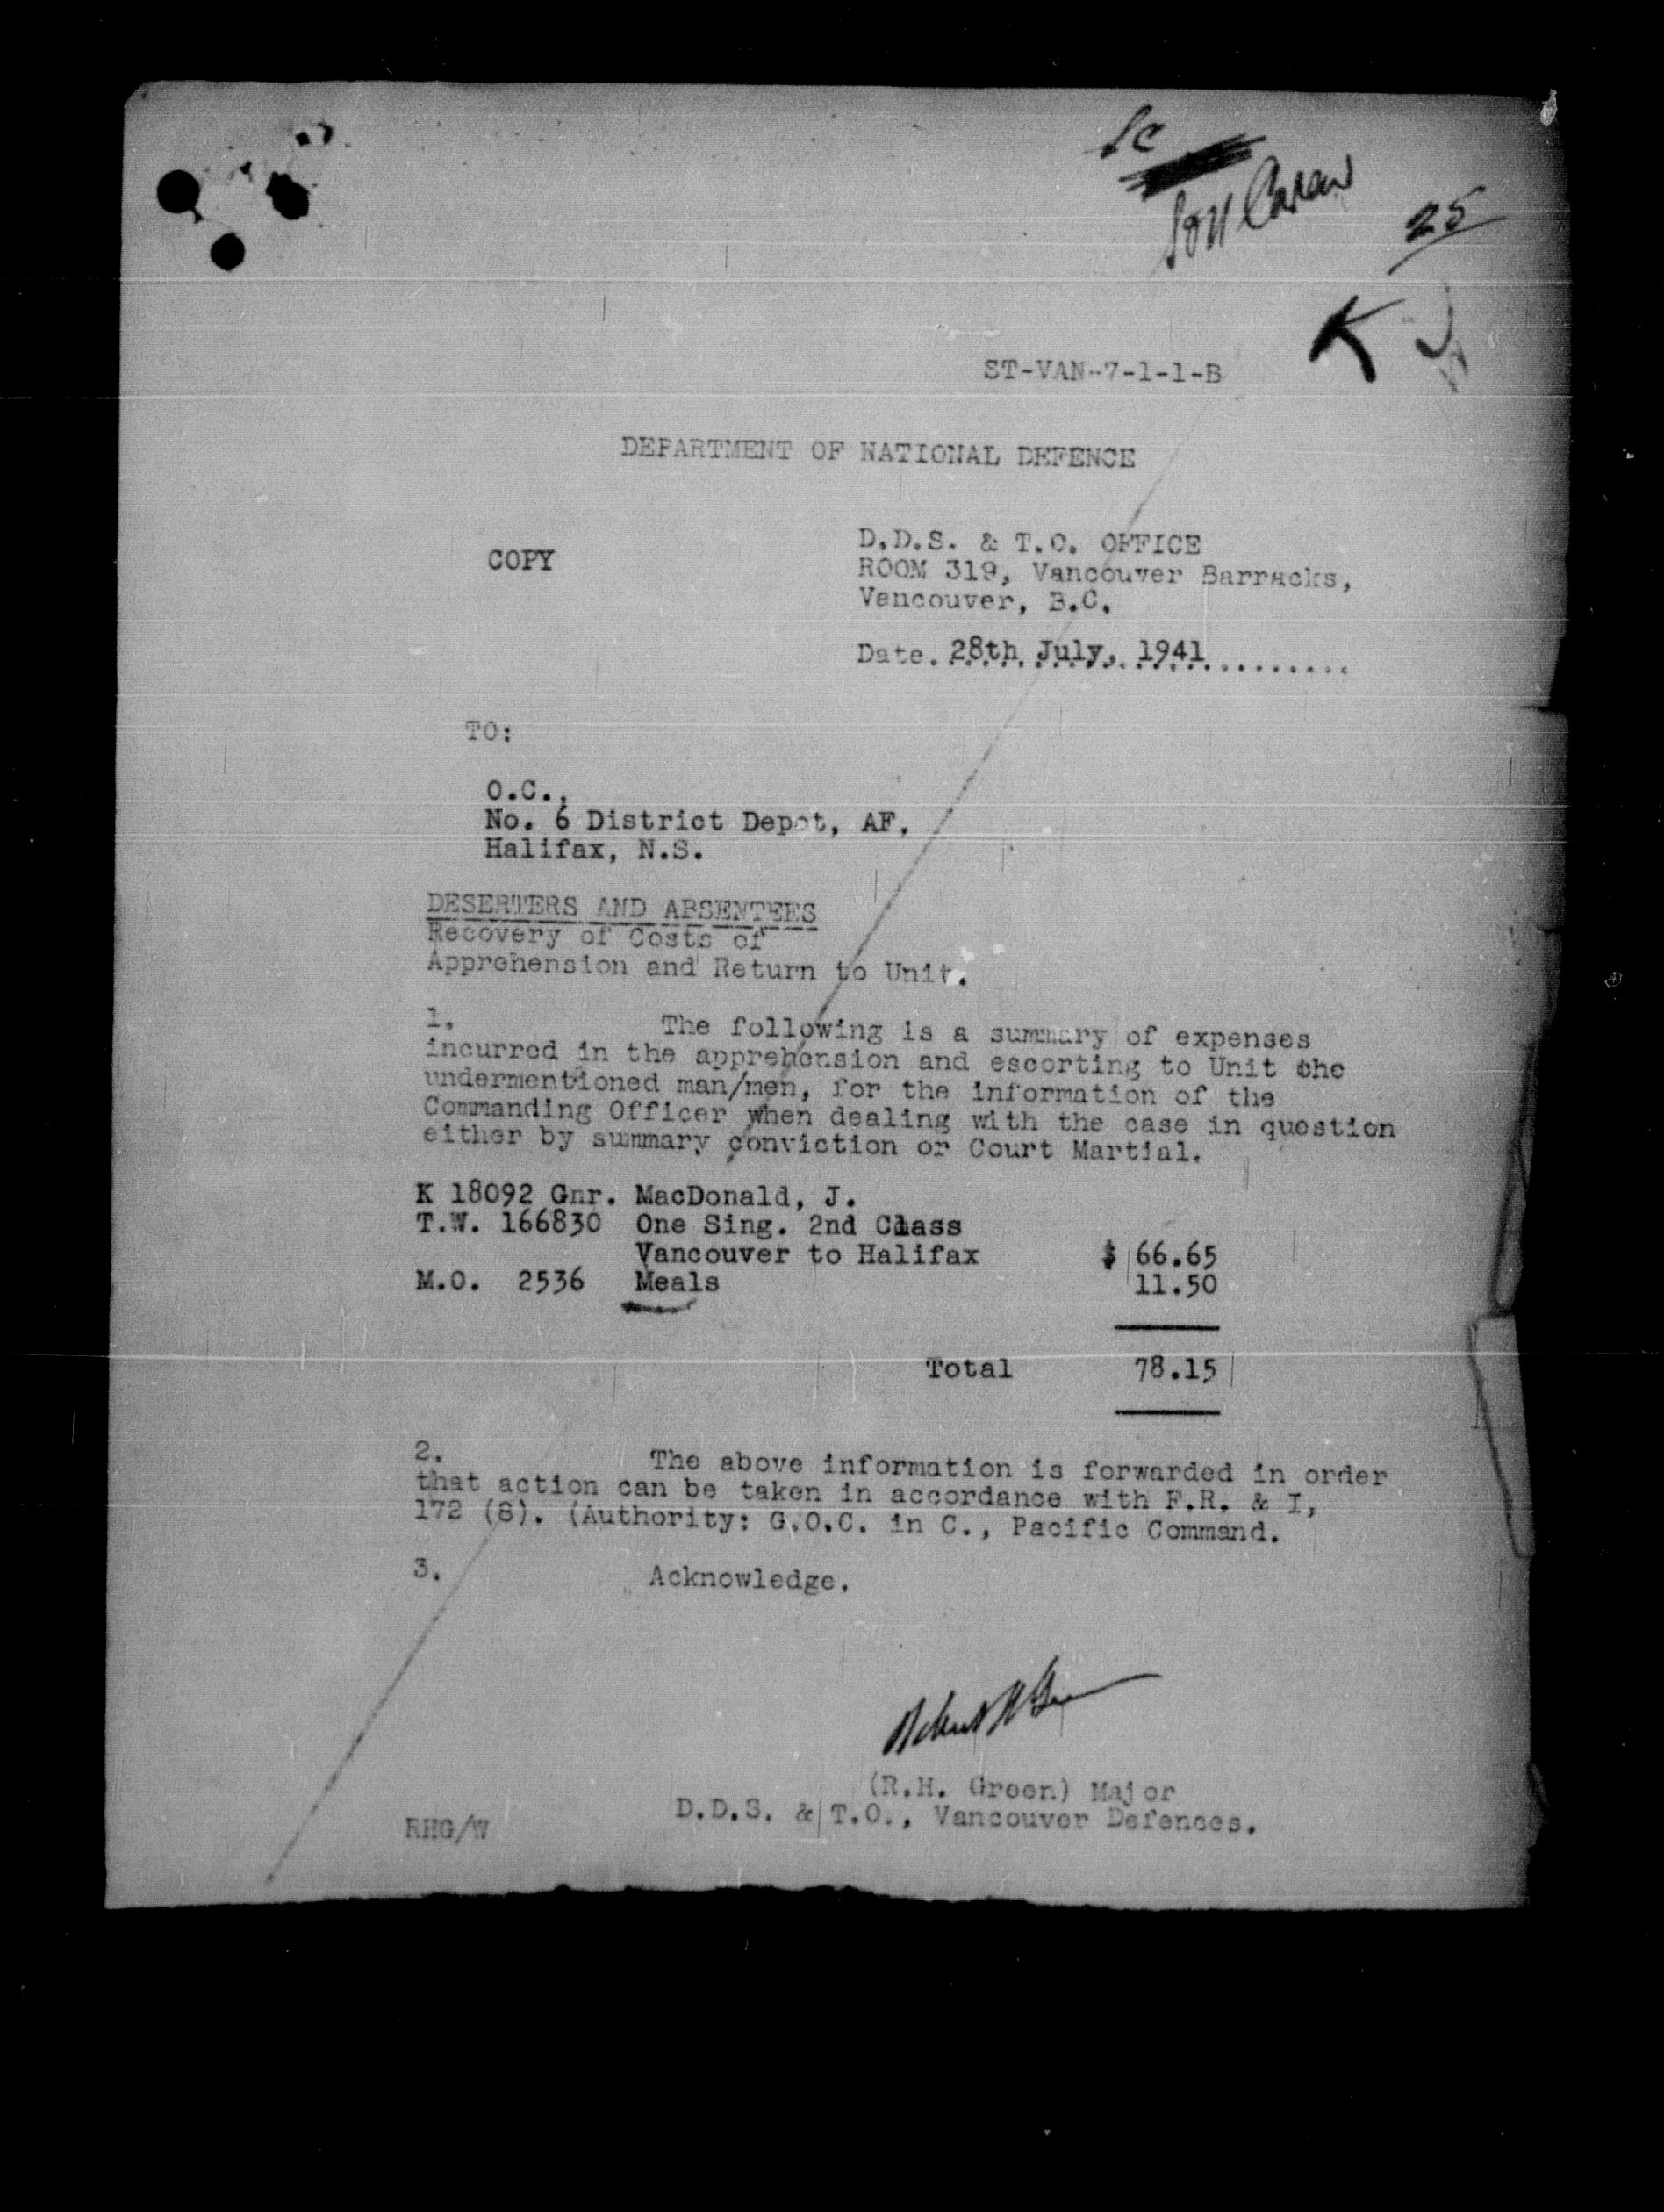 25
K
ST-VAN-7-1-1-B
DEPARTMENT OF NATIONAL DEFENCE
COPY
D.D.S. & T.O. OFFICE
ROOM 319, Vancouver Barracks,
Vancouver, B.C.
Date. 28th July, 1941
TO:
O.C.,
No. 6 District Depot, AF,
Halifax, N.S.
DESERTERS AND ABSENTEES
Recovery of Costs of
Apprehension and Return to Unit.
1. The following is a summary of expenses
incurred in the apprehension and escorting to Unit the
undermentioned man/men, for the information of the
Commanding Officer when dealing with the case in question
either by summary conviction or Court Martial.
K 18092 Gnr. MacDonald, J.
T.W. 166830 One Sing. 2nd Class
Vancouver to Halifax $ 66.65
M.O. 2536 Meals 11.50
Total 78.15
2. The above information is forwarded in order
that action can be taken in accordance with F.R. & I,
172 (8). (Authority: G.O.C. in C., Pacific Command.
3. Acknowledge.
(R.H. Green) Major
D.D.S. & T.O., Vancouver Defences.
RHG/W